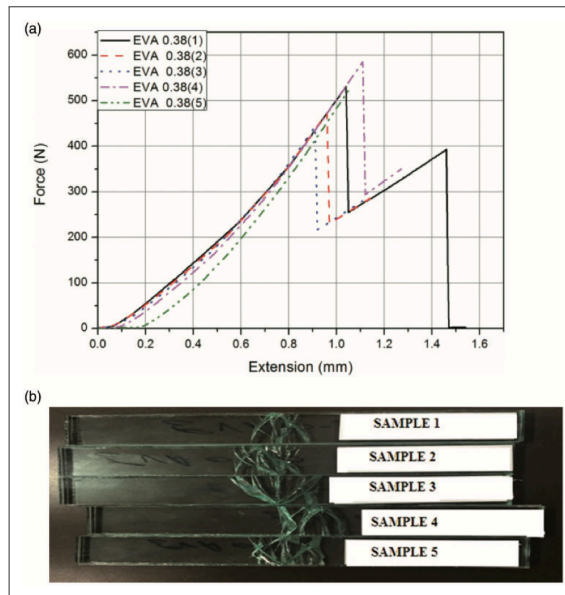 (a)
EVA 0.38(1)
EVA 0.38(2)
EVA 0.38(3)
EVA 0.38(4)
EVA 0.38(5)
600
500
400
300
200
100
0
Force (N)
0.0 0.2 0.4 0.6 0.8 1.0 1.2 1.4 1.6
Extension (mm)
(b)
SAMPLE 1
SAMPLE 2
SAMPLE 3
SAMPLE 4
SAMPLE 5